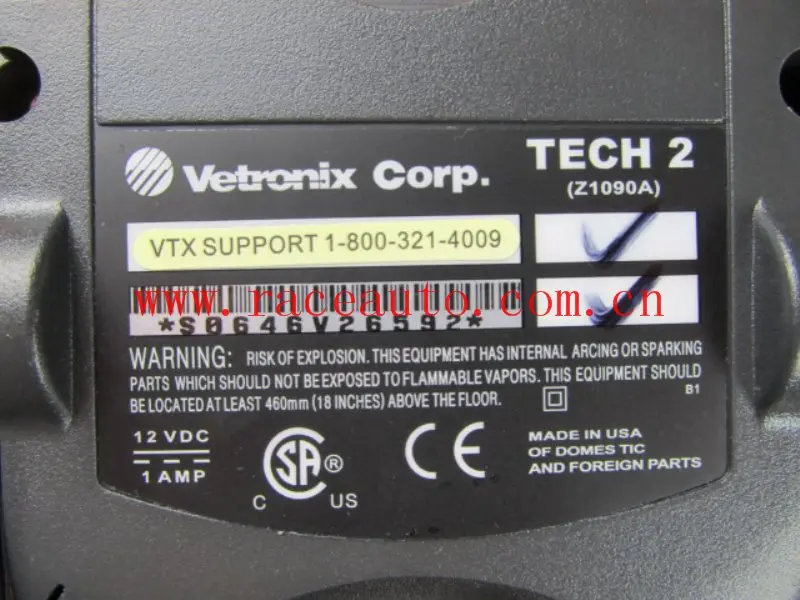 Vetronix Corp.
TECH 2
(Z1090A)
VTX SUPPORT 1-800-321-4009
www.raceauto.com.cn
*S0646V26592*
WARNING: RISK OF EXPLOSION. THIS EQUIPMENT HAS INTERNAL ARCING OR SPARKING
PARTS WHICH SHOULD NOT BE EXPOSED TO FLAMMABLE VAPORS. THIS EQUIPMENT SHOULD
BE LOCATED AT LEAST 460mm (18 INCHES) ABOVE THE FLOOR.
B1
12 VDC
1 AMP
C SA ® US
CE
MADE IN USA
OF DOMES TIC
AND FOREIGN PARTS